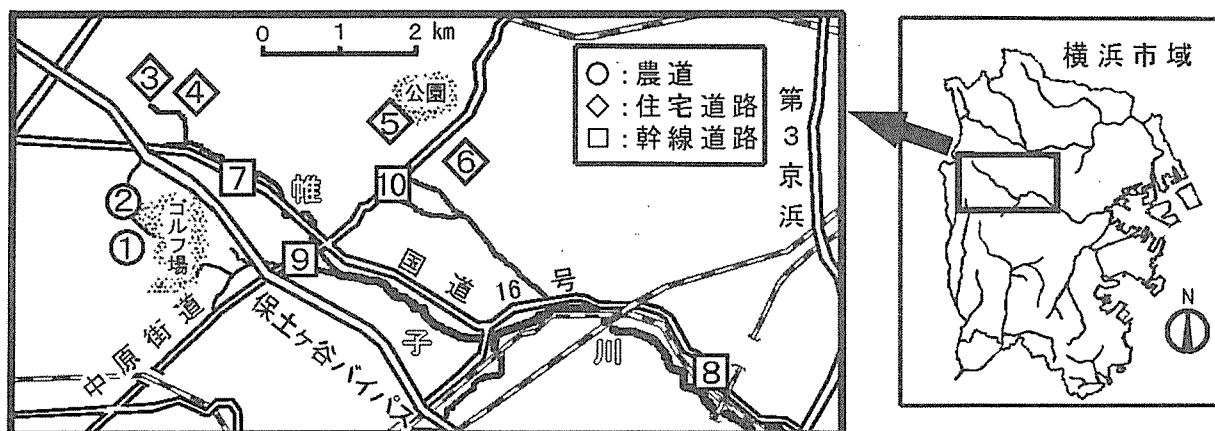 0 1 2 km
○:農道
◇:住宅道路
□:幹線道路
横浜市域
N
第3京浜
公園
ゴルフ場
帷子川
国道16号
保土ヶ谷バイパス
中原街道
1
2
3
4
5
6
7
8
9
10